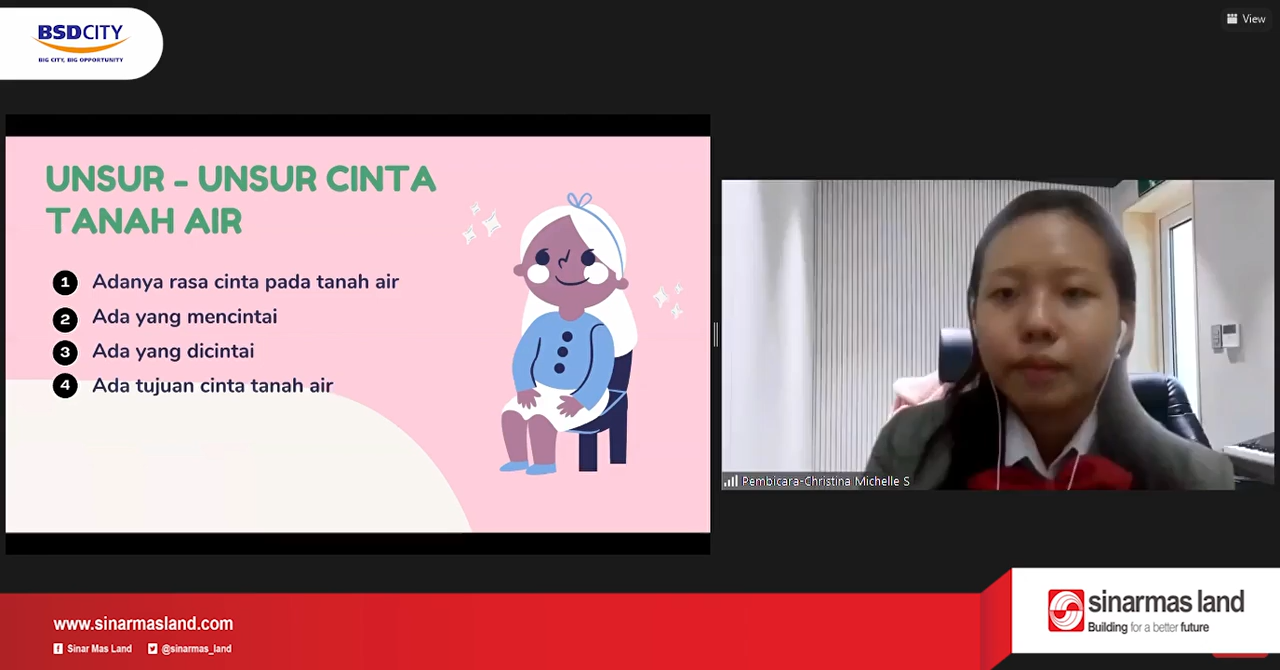 BSDCITY
BIG CITY, BIG OPPORTUNITY
View
UNSUR - UNSUR CINTA
TANAH AIR
1 Adanya rasa cinta pada tanah air
2 Ada yang mencintai
3 Ada yang dicintai
4 Ada tujuan cinta tanah air
Pembicara-Christina Michelle S
www.sinarmasland.com
Sinar Mas Land @sinarmas_land
sinarmas land
Building for a better future